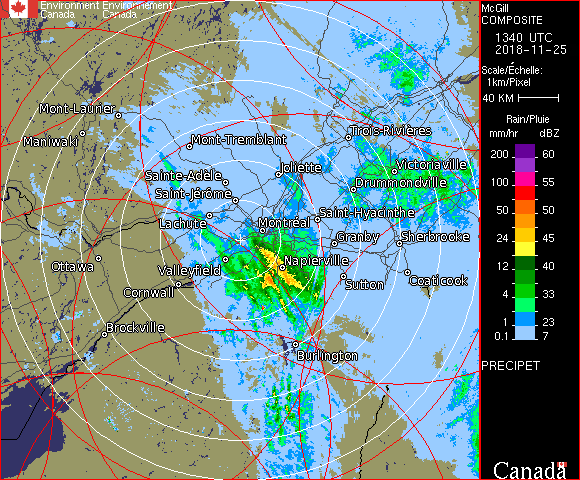 Environment Environnement
Canada Canada
McGill
COMPOSITE
1340 UTC
2018-11-25
Scale/Échelle:
1km/Pixel
40 KM
Rain/Pluie
mm/hr dBZ
200 60
100 55
50 50
24 45
12 40
4 33
1 23
0.1 7
PRECIPET
Canada
Mont-Laurier
Maniwaki
Mont-Tremblant
Trois-Rivières
Joliette
Victoriaville
Sainte-Adèle
Drummondville
Saint-Jérôme
Saint-Hyacinthe
Lachute
Montréal
Granby
Sherbrooke
Ottawa
Valleyfield
Napierville
Sutton
Coaticook
Cornwall
Brockville
Burlington